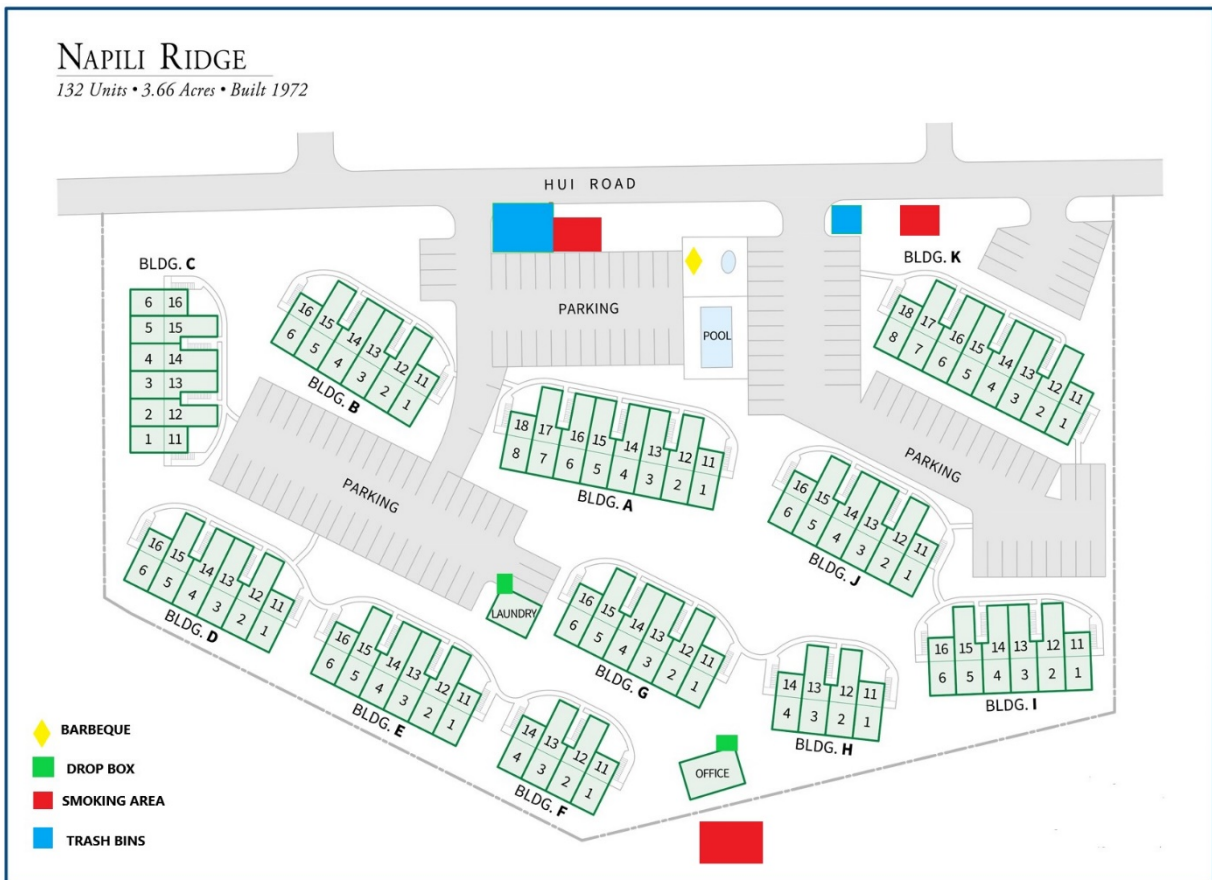 NAPILI RIDGE
132 Units • 3.66 Acres • Built 1972
HUI ROAD
BLDG. C
6 16
5 15
4 14
3 13
2 12
1 11
BLDG. B
16 15 14 13 12 11
6 5 4 3 2 1
PARKING
POOL
BLDG. K
18 17 16 15 14 13 12 11
8 7 6 5 4 3 2 1
BLDG. A
18 17 16 15 14 13 12 11
8 7 6 5 4 3 2 1
PARKING
PARKING
BLDG. J
16 15 14 13 12 11
6 5 4 3 2 1
BLDG. D
16 15 14 13 12 11
6 5 4 3 2 1
LAUNDRY
BLDG. G
16 15 14 13 12 11
6 5 4 3 2 1
BLDG. E
16 15 14 13 12 11
6 5 4 3 2 1
BLDG. I
16 15 14 13 12 11
6 5 4 3 2 1
BLDG. H
14 13 12 11
4 3 2 1
BLDG. F
14 13 12 11
4 3 2 1
OFFICE
BARBEQUE
DROP BOX
SMOKING AREA
TRASH BINS